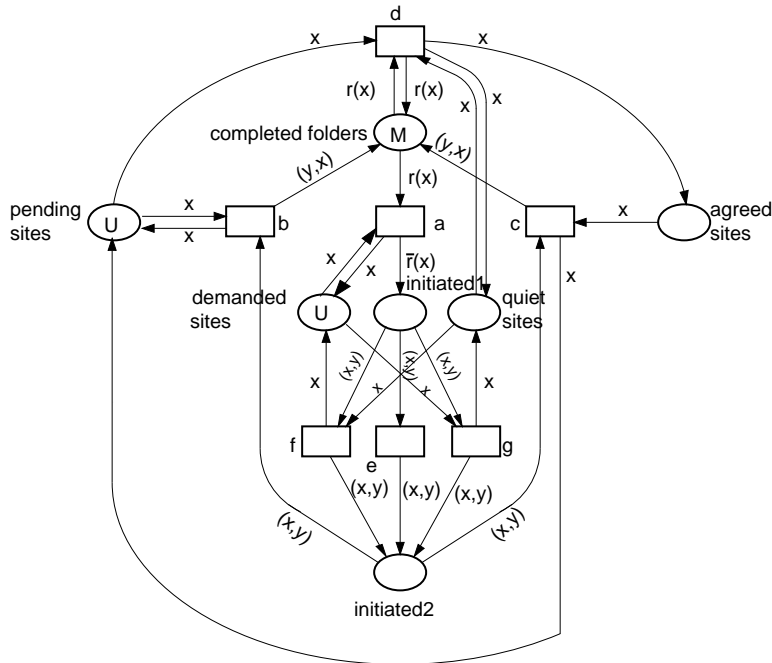 d
x
x
r(x)
r(x)
x
x
completed folders
M
(y,x)
(y,x)
r(x)
pending
sites
U
x
x
b
a
c
x
agreed
sites
x
x
x
r̅(x)
initiated1
demanded
sites
U
quiet
sites
(x,y)
(x,y)
(x,y)
x
x
x
x
f
e
g
(x,y)
(x,y)
(x,y)
(x,y)
(x,y)
initiated2